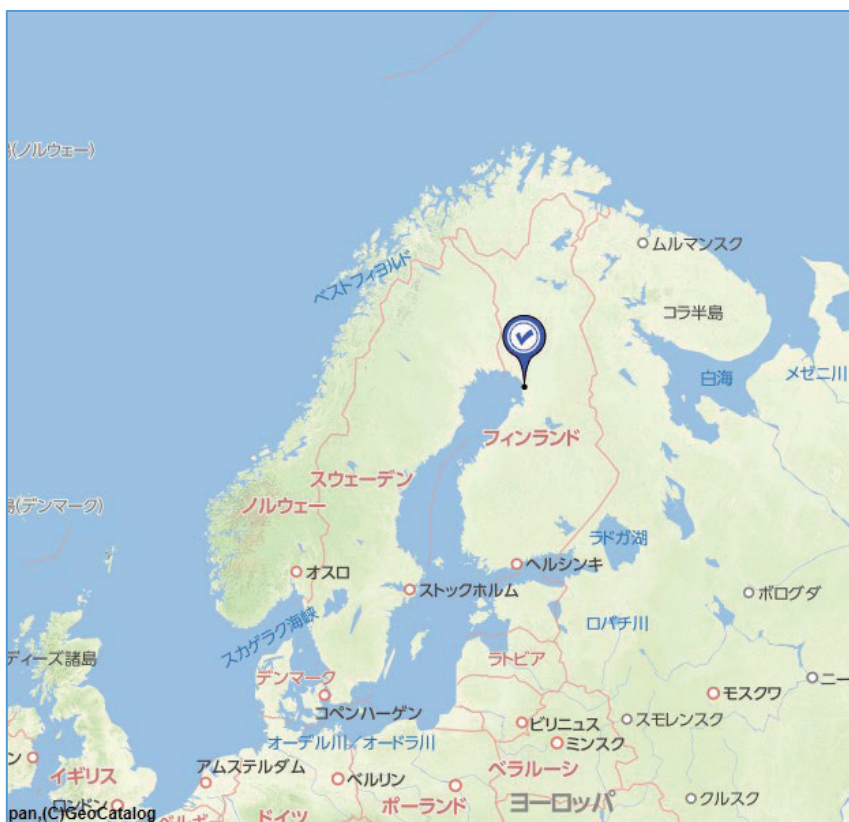 (ノルウェー)
ムルマンスク
ベストフィヨルド
コラ半島
白海
メゼニ川
フィンランド
スウェーデン
ノルウェー
(デンマーク)
ラドガ湖
オスロ
ヘルシンキ
ストックホルム
ボログダ
スカゲラク海峡
ロバチ川
ディーズ諸島
ラトビア
デンマーク
ニー
モスクワ
コペンハーゲン
ビリニュス
スモレンスク
オーデル川/オードラ川
ミンスク
ン
イギリス
アムステルダム
ベルリン
ベラルーシ
ポーランド
ヨーロッパ
クルスク
ロンドン
ベルギ
ドイツ
pan,(C)GeoCatalog